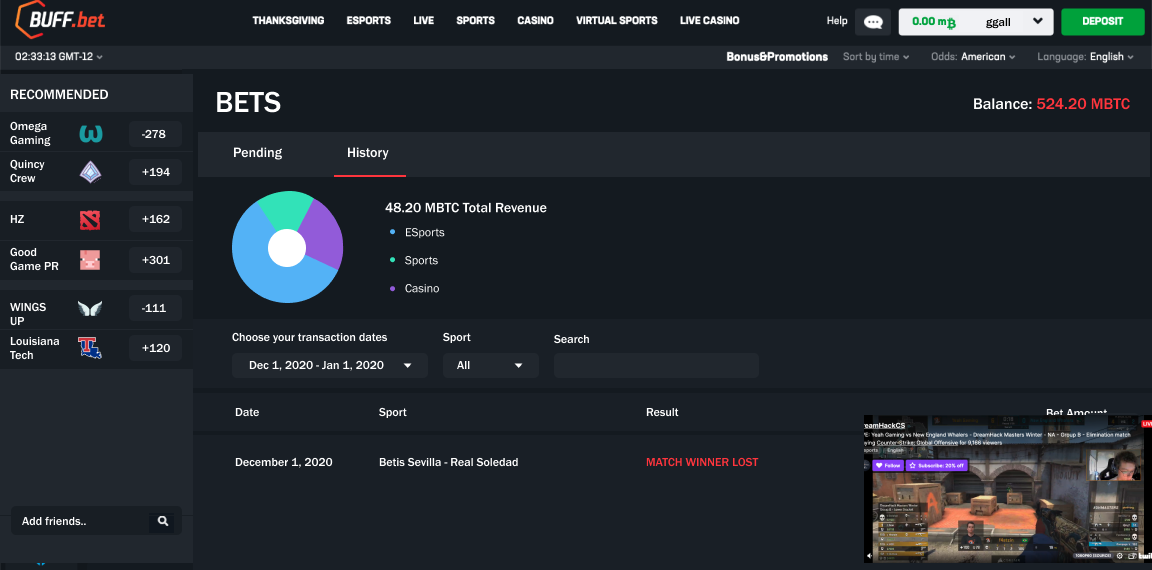 BUFF.bet
THANKSGIVING ESPORTS LIVE SPORTS CASINO VIRTUAL SPORTS LIVE CASINO
Help
0.00 m
ggall
DEPOSIT
02:33:13 GMT-12
Bonus&Promotions
Sort by time
Odds: American
Language: English
RECOMMENDED
Omega
Gaming
-278
Quincy
Crew
+194
HZ
+162
Good
Game PR
+301
WINGS
UP
-111
Louisiana
Tech
+120
Add friends..
BETS
Balance: 524.20 MBTC
Pending History
48.20 MBTC Total Revenue
ESports
Sports
Casino
Choose your transaction dates
Dec 1, 2020 - Jan 1, 2020
Sport
All
Search
Date Sport Result Bet Amount
December 1, 2020 Betis Sevilla - Real Soledad MATCH WINNER LOST
eamHackCS
Yeah Gaming vs New England Whalers - DreamHack Masters Winter - NA - Group B - Elimination match
ying Counter-Strike: Global Offensive for 9,166 viewers
sports English
Follow
Subscribe: 20% off
LIV